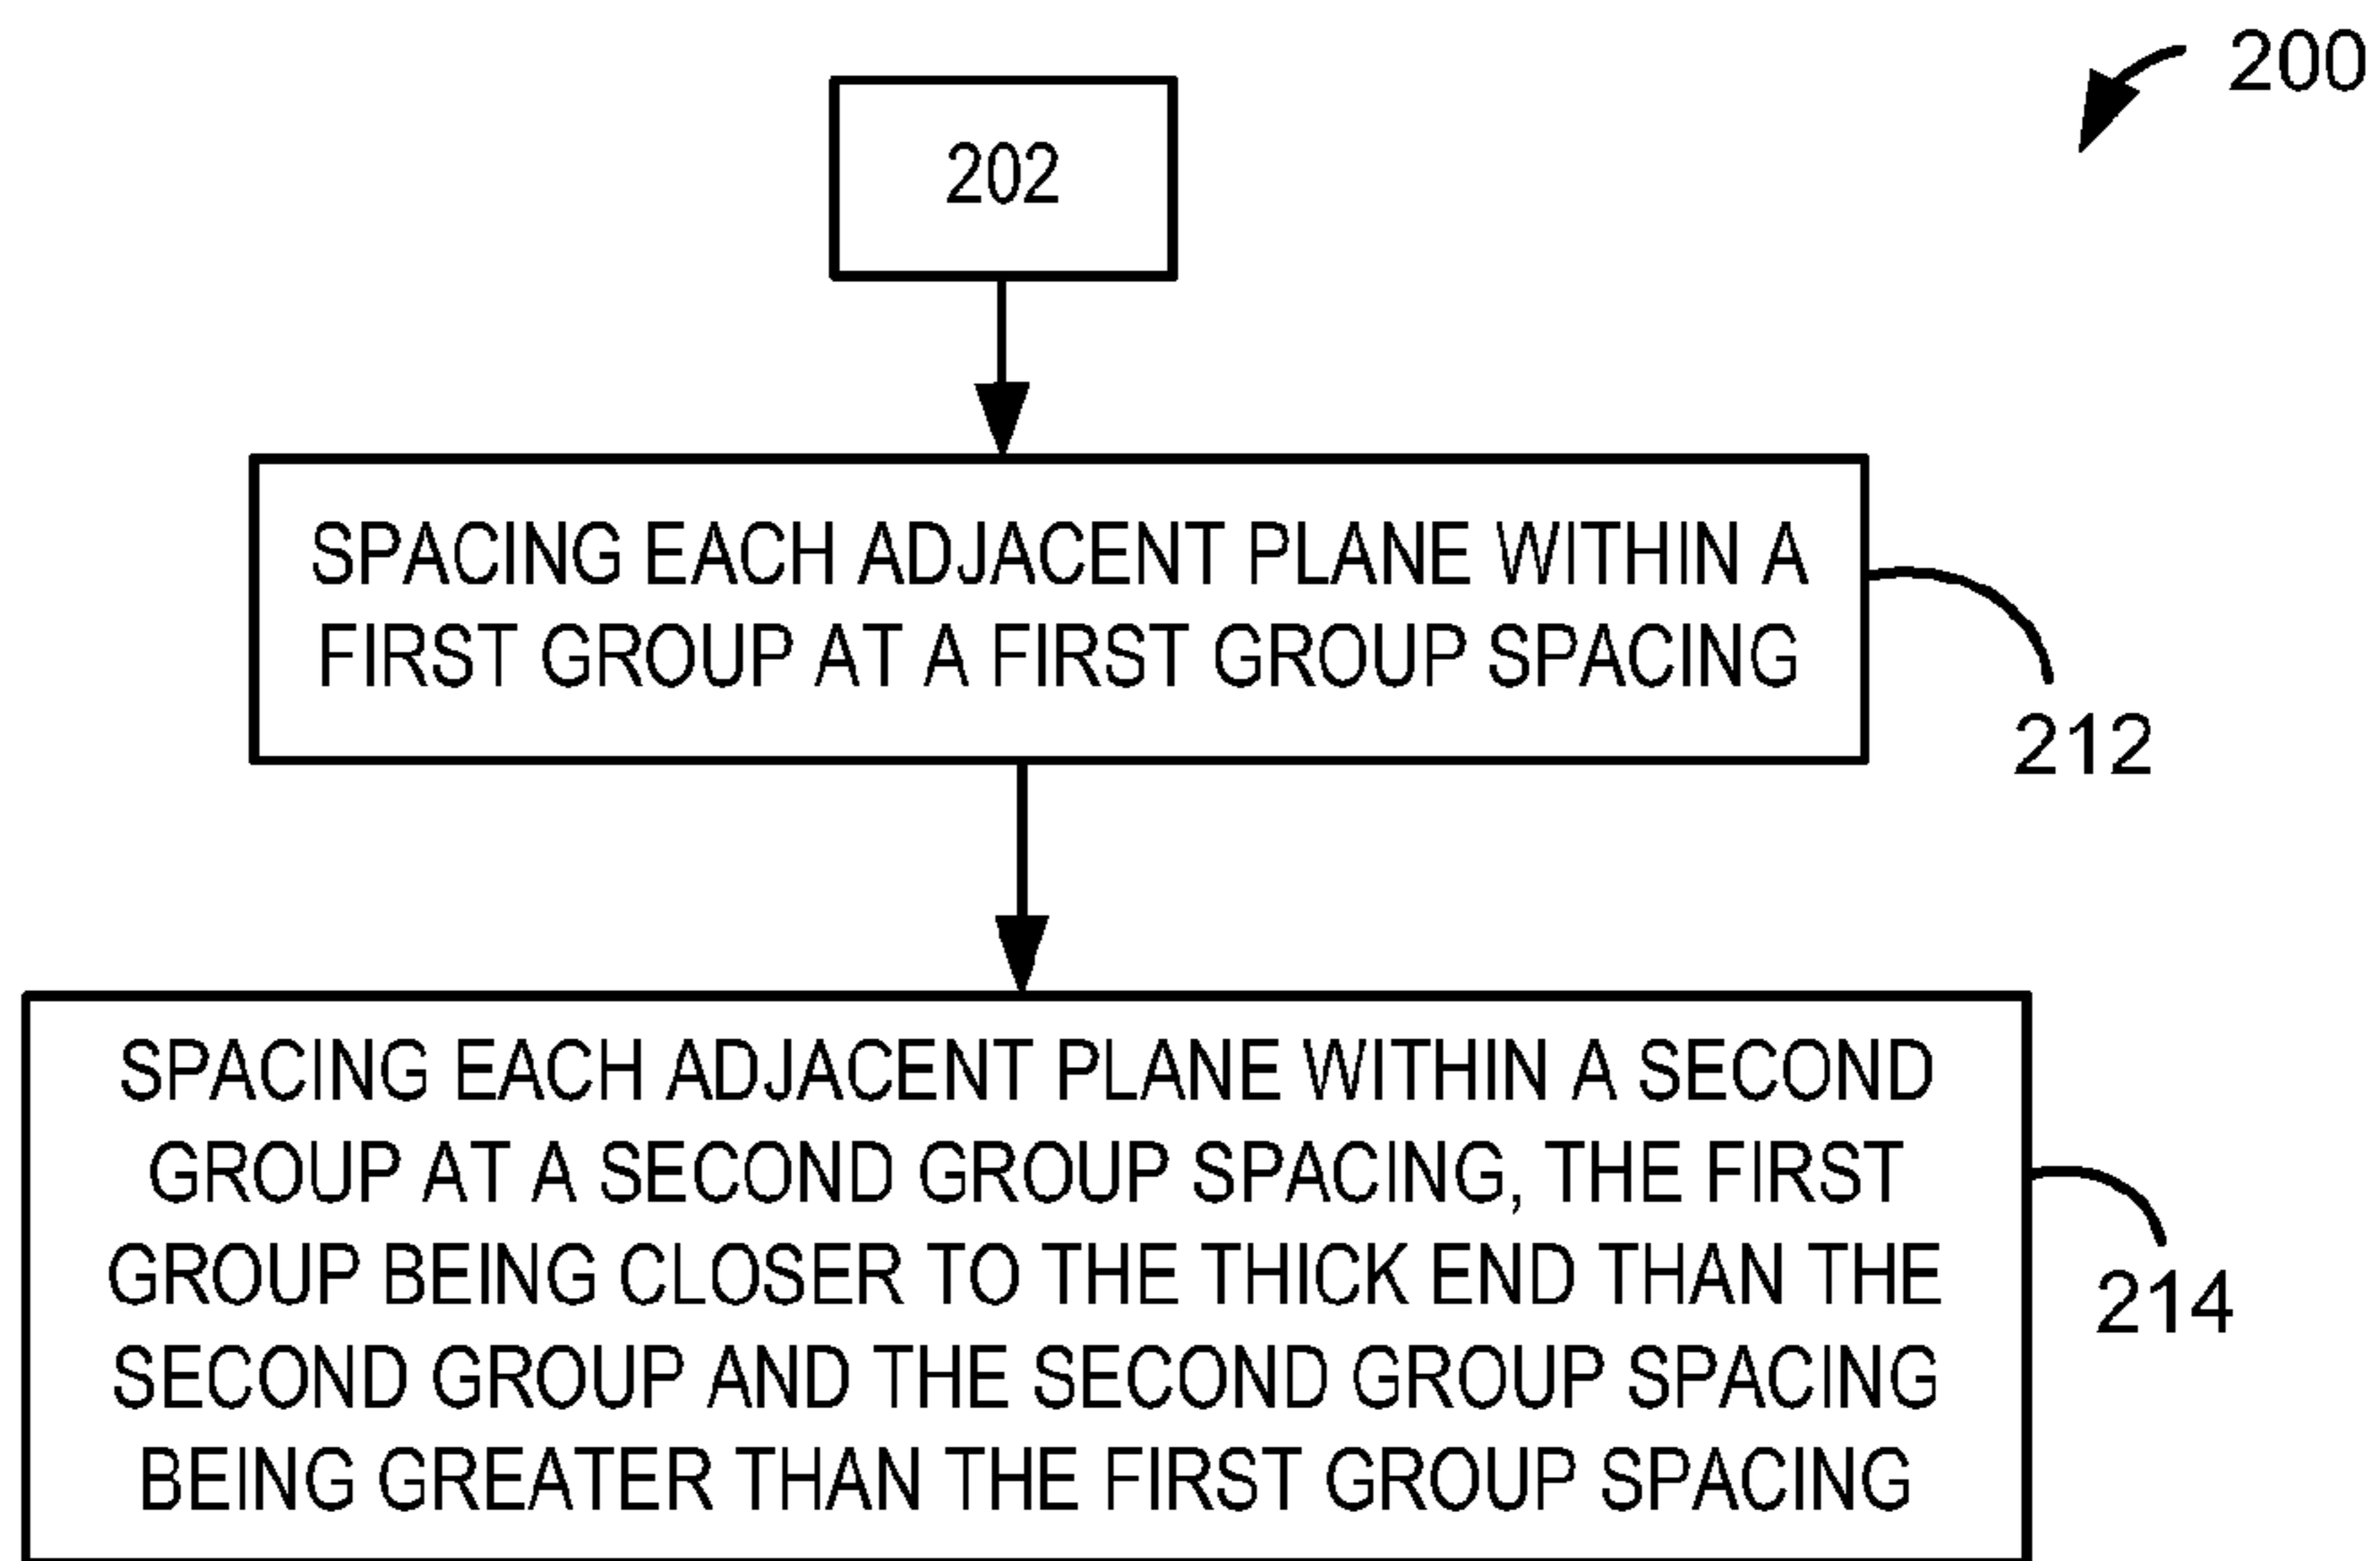 200
202
SPACING EACH ADJACENT PLANE WITHIN A
FIRST GROUP AT A FIRST GROUP SPACING
212
SPACING EACH ADJACENT PLANE WITHIN A SECOND
GROUP AT A SECOND GROUP SPACING, THE FIRST
GROUP BEING CLOSER TO THE THICK END THAN THE
SECOND GROUP AND THE SECOND GROUP SPACING
BEING GREATER THAN THE FIRST GROUP SPACING
214